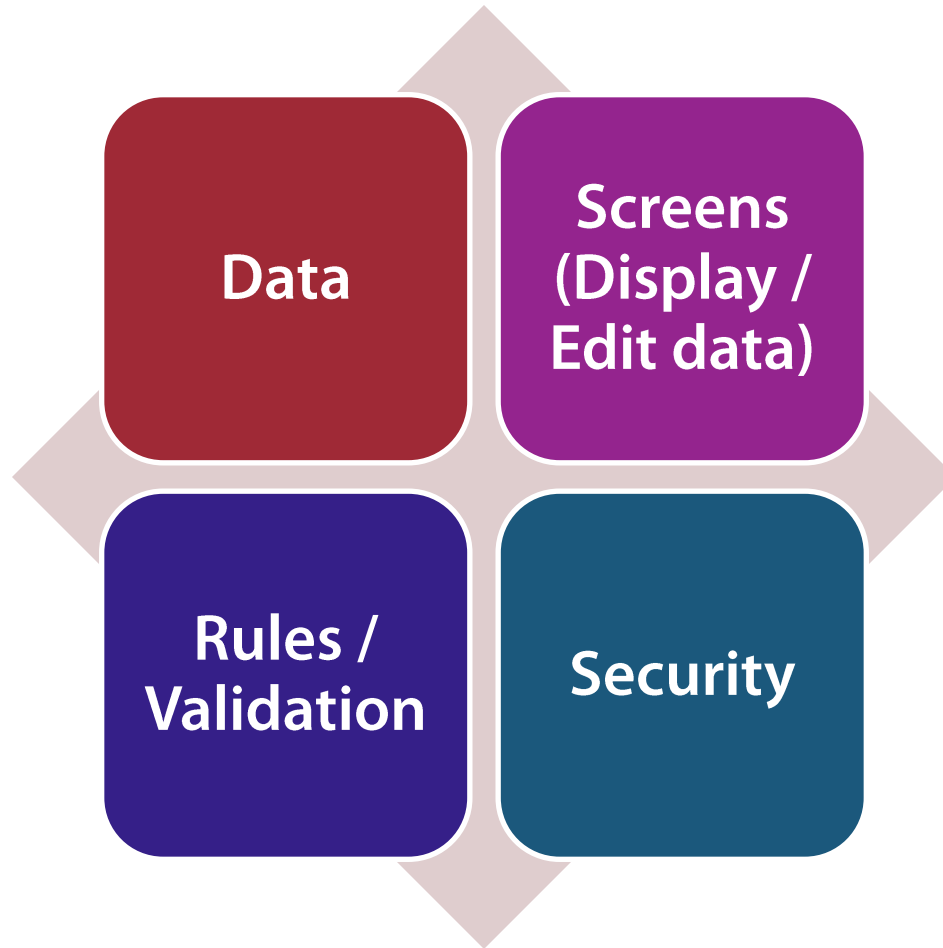 Data
Screens
(Display /
Edit data)
Rules /
Validation
Security